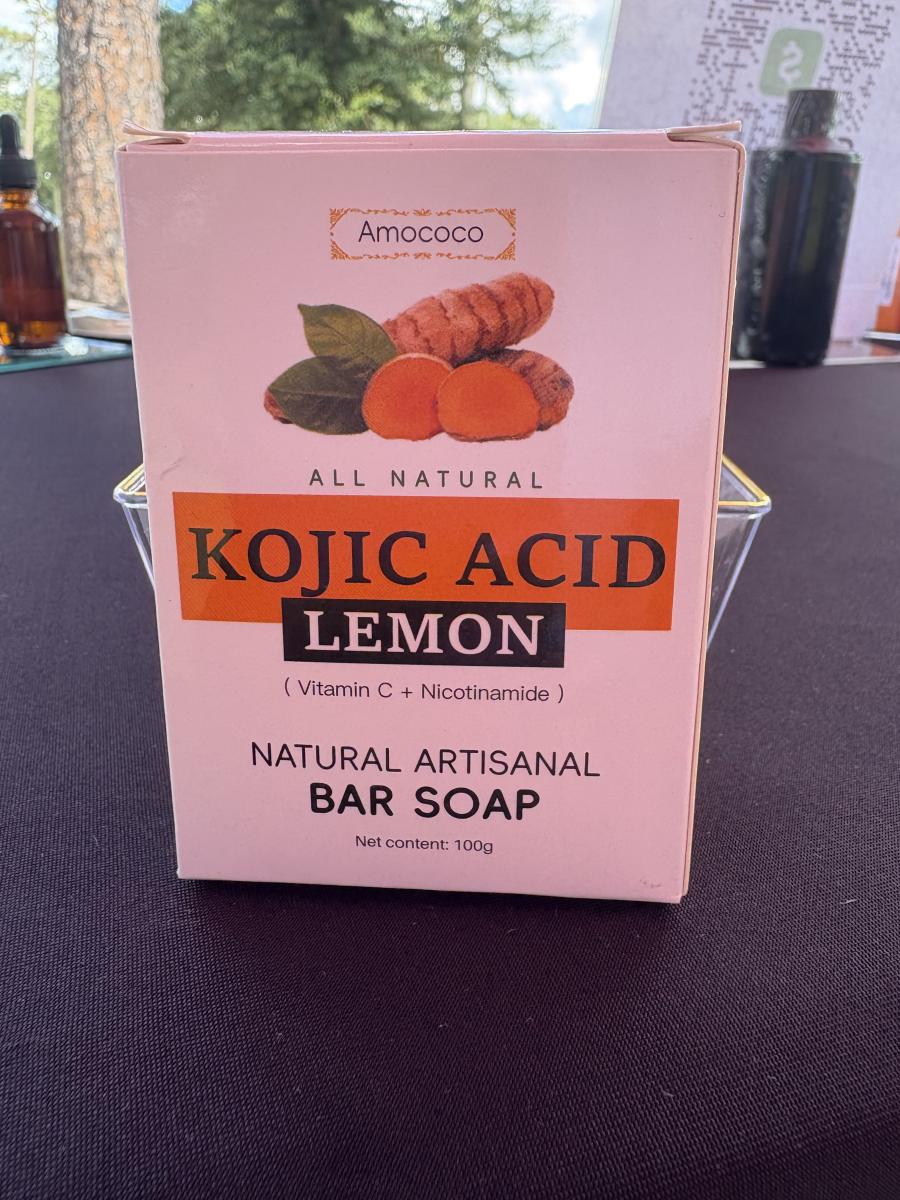 Amococo
ALL NATURAL
KOJIC ACID
LEMON
( Vitamin C + Nicotinamide )
NATURAL ARTISANAL
BAR SOAP
Net content: 100g
$